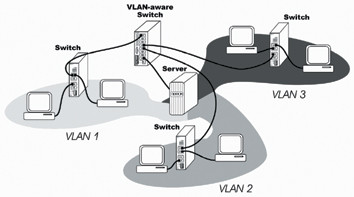 VLAN-aware
Switch
Switch
Switch
Server
VLAN 3
VLAN 1
Switch
VLAN 2